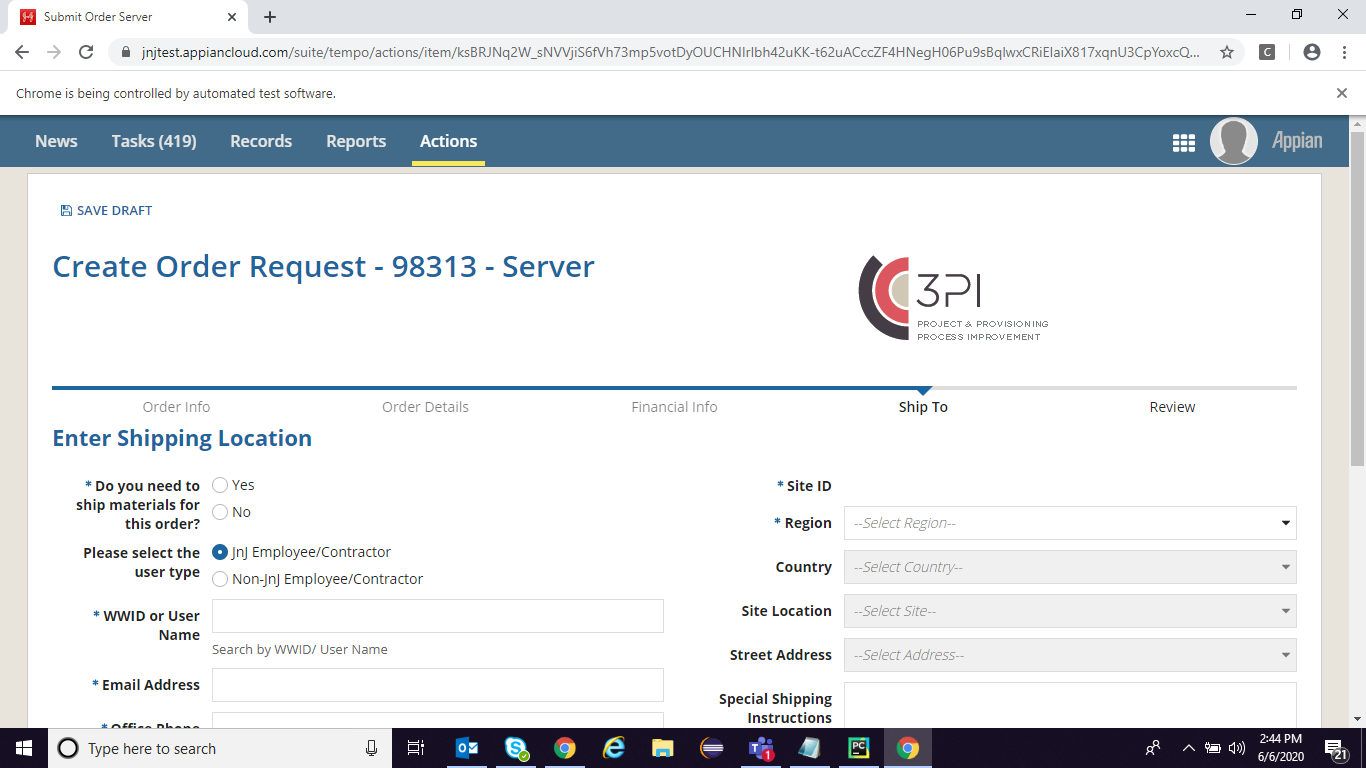 Submit Order Server
jnjtest.appiancloud.com/suite/tempo/actions/item/
Chrome is being controlled by automated test software.
News Tasks (419) Records Reports Actions
Appian
SAVE DRAFT
Create Order Request - 98313 - Server
3PI
PROJECT & PROVISIONING
PROCESS IMPROVEMENT
Order Info Order Details Financial Info Ship To Review
Enter Shipping Location
* Do you need to ship materials for this order?
Yes
No
Please select the user type
JnJ Employee/Contractor
Non-JnJ Employee/Contractor
* WWID or User Name
Search by WWID/ User Name
* Email Address
* Office Phone
* Site ID
* Region
--Select Region--
Country
--Select Country--
Site Location
--Select Site--
Street Address
--Select Address--
Special Shipping Instructions
Type here to search
2:44 PM
6/6/2020
21